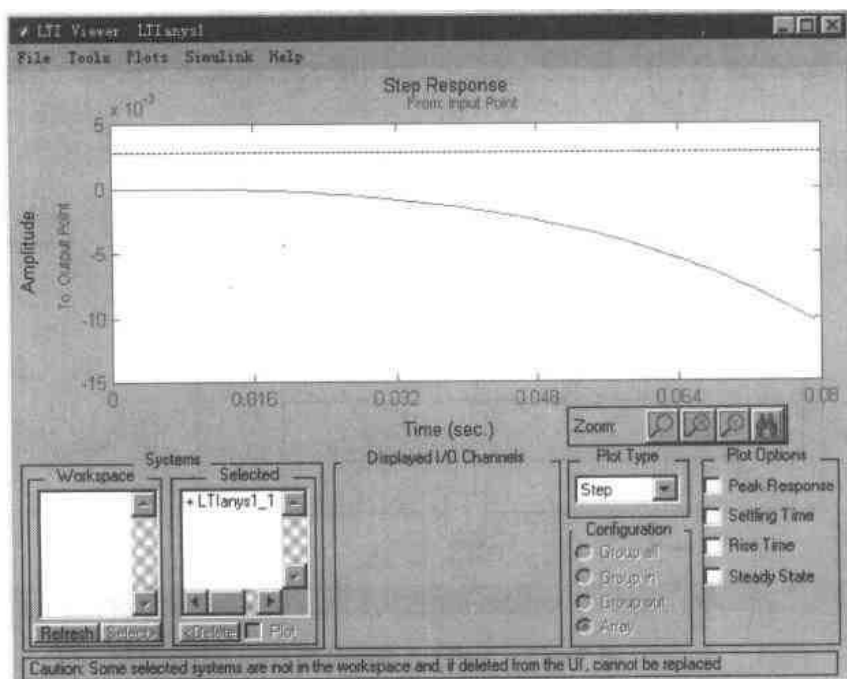 LTI Viewer LTIanys1
File Tools Plots Simulink Help
Step Response
From: Input Point
× 10⁻³
5
0
-5
-10
-15
Amplitude
To: Output Point
0 0.016 0.032 0.048 0.064 0.08
Time (sec.)
Zoom:
Systems
Workspace
Selected
+ LTIanys1_1
Refresh
Select>
<Delete
Plot
Displayed I/O Channels
Plot Type
Step
Configuration
Group all
Group in
Group out
Array
Plot Options
Peak Response
Settling Time
Rise Time
Steady State
Caution: Some selected systems are not in the workspace and, if deleted from the UI, cannot be replaced